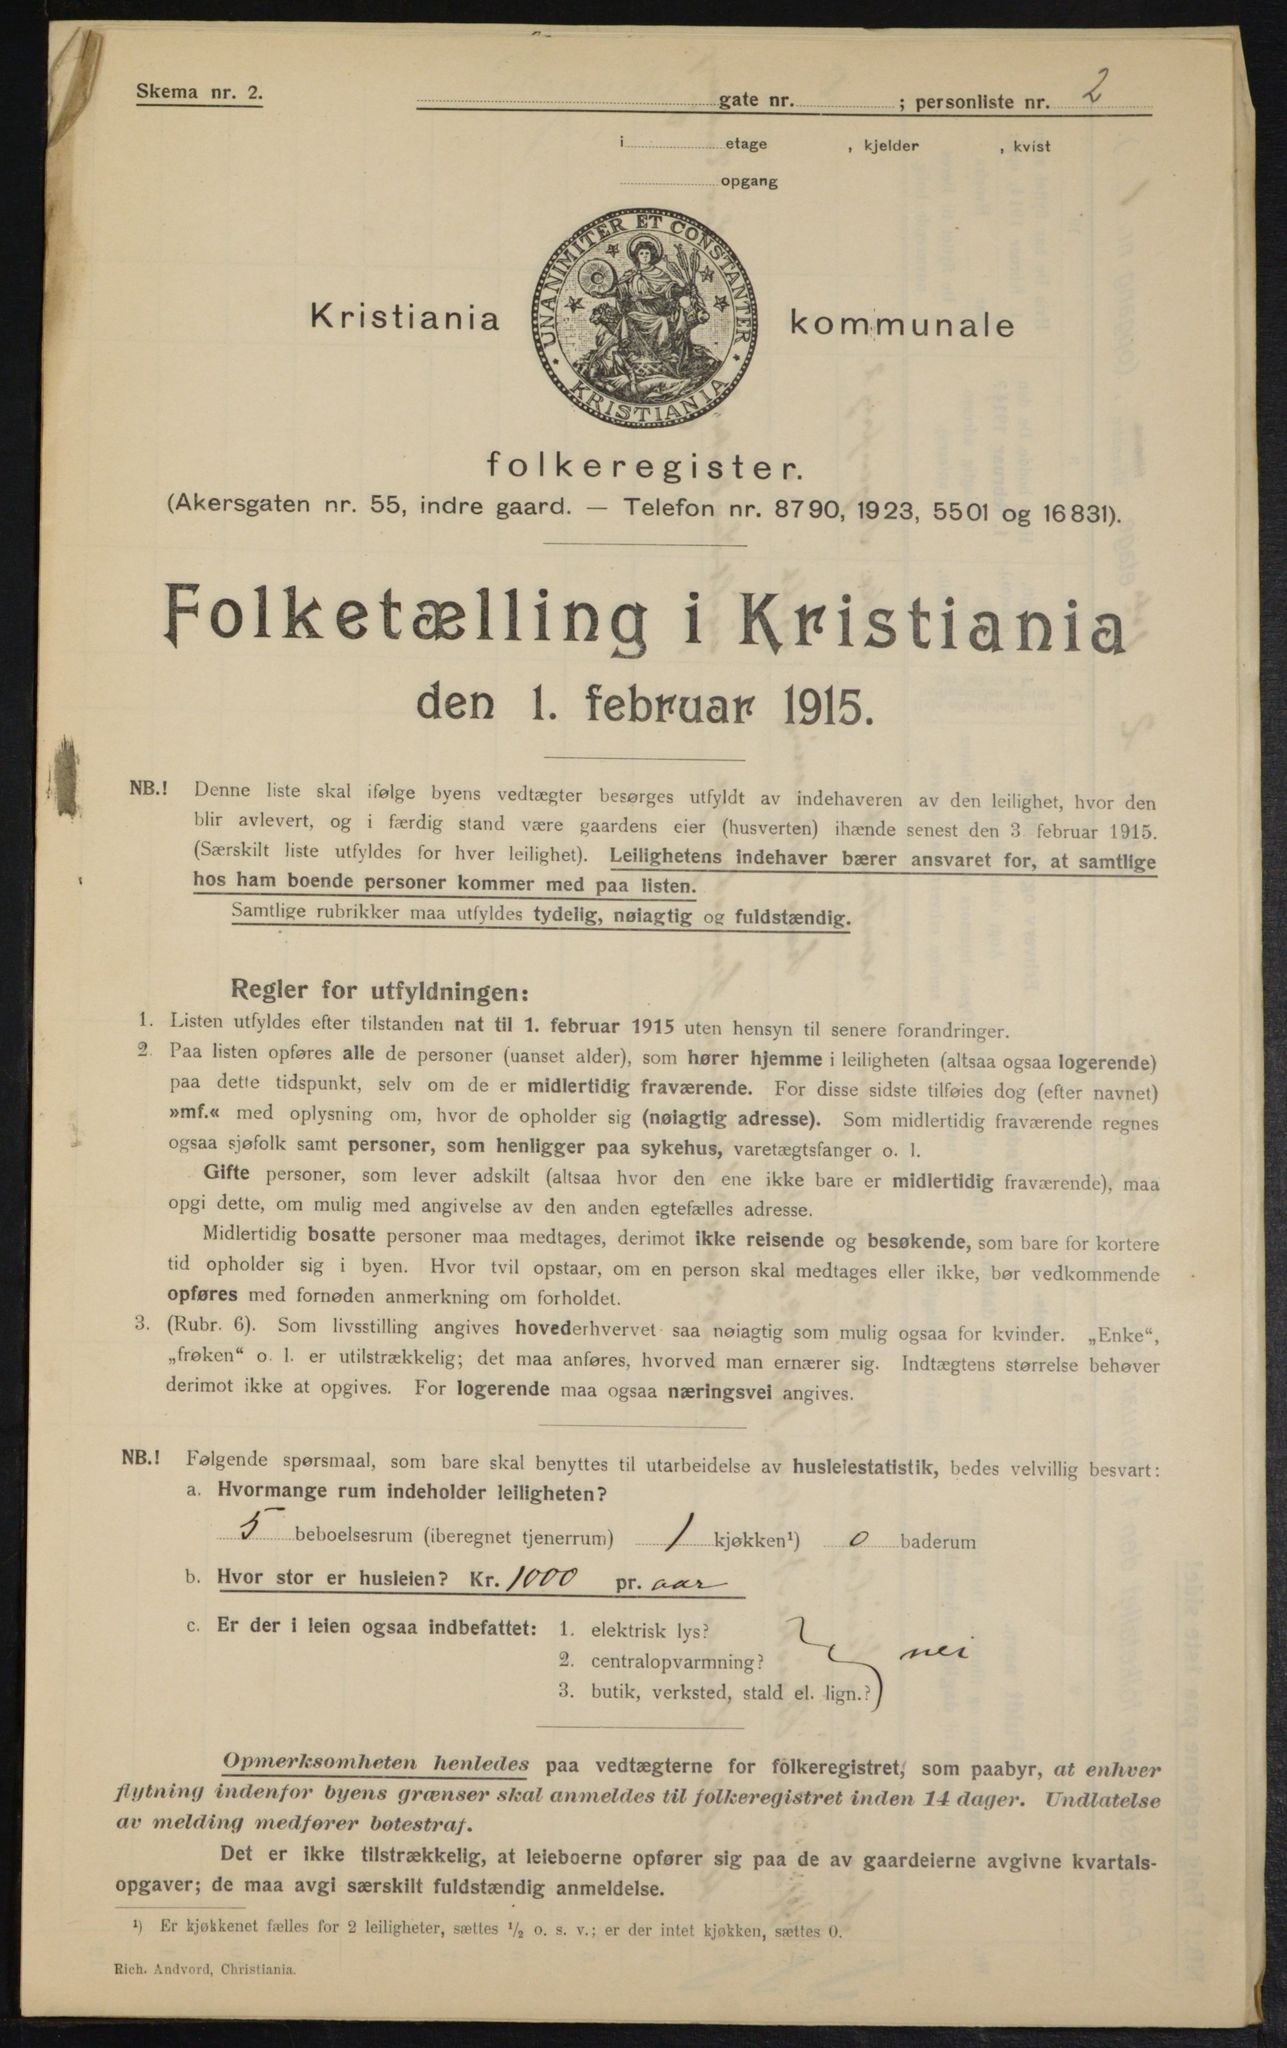 Skema nr. 2.
gate nr. ; personliste nr. 2
i etage , kjelder , kvist
opgang
UNANIMITER ET CONSTANTER
KRISTIANIA
Kristiania kommunale
folkeregister.
(Akersgaten nr. 55, indre gaard. — Telefon nr. 8790, 1923, 5501 og 16831).
Folketælling i Kristiania
den 1. februar 1915.
NB.! Denne liste skal ifølge byens vedtægter besørges utfyldt av indehaveren av den leilighet, hvor den
blir avlevert, og i færdig stand være gaardens eier (husverten) ihænde senest den 3 februar 1915.
(Særskilt liste utfyldes for hver leilighet). Leilighetens indehaver bærer ansvaret for, at samtlige
hos ham boende personer kommer med paa listen.
Samtlige rubrikker maa utfyldes tydelig, nøiagtig og fuldstændig.
Regler for utfyldningen:
1. Listen utfyldes efter tilstanden nat til 1. februar 1915 uten hensyn til senere forandringer.
2. Paa listen opføres alle de personer (uanset alder), som hører hjemme i leiligheten (altsaa ogsaa logerende)
paa dette tidspunkt, selv om de er midlertidig fraværende. For disse sidste tilføies dog (efter navnet)
»mf.« med oplysning om, hvor de opholder sig (nøiagtig adresse). Som midlertidig fraværende regnes
ogsaa sjøfolk samt personer, som henligger paa sykehus, varetægtsfanger o. l.
Gifte personer, som lever adskilt (altsaa hvor den ene ikke bare er midlertidig fraværende), maa
opgi dette, om mulig med angivelse av den anden egtefælles adresse.
Midlertidig bosatte personer maa medtages, derimot ikke reisende og besøkende, som bare for kortere
tid opholder sig i byen. Hvor tvil opstaar, om en person skal medtages eller ikke, bør vedkommende
opføres med fornøden anmerkning om forholdet.
3. (Rubr. 6). Som livsstilling angives hovederhvervet saa nøiagtig som mulig ogsaa for kvinder. „Enke“,
„frøken“ o. l. er utilstrækkelig; det maa anføres, hvorved man ernærer sig. Indtægtens størrelse behøver
derimot ikke at opgives. For logerende maa ogsaa næringsvei angives.
NB.! Følgende spørsmaal, som bare skal benyttes til utarbeidelse av husleiestatistik, bedes velvillig besvart:
a. Hvormange rum indeholder leiligheten?
5 beboelsesrum (iberegnet tjenerrum) 1 kjøkken¹) 0 baderum
b. Hvor stor er husleien? Kr. 1000 pr. aar
c. Er der i leien ogsaa indbefattet: 1. elektrisk lys?
2. centralopvarmning? nei
3. butik, verksted, stald el. lign.?
Opmerksomheten henledes paa vedtægterne for folkeregistret, som paabyr, at enhver
flytning indenfor byens grænser skal anmeldes til folkeregistret inden 14 dager. Undlatelse
av melding medfører bøtestraf.
Det er ikke tilstrækkelig, at leieboerne opfører sig paa de av gaardeierne avgivne kvartals-
opgaver; de maa avgi særskilt fuldstændig anmeldelse.
¹) Er kjøkkenet fælles for 2 leiligheter, sættes ½ o. s. v.; er der intet kjøkken, sættes 0.
Rich. Andvord, Christiania.